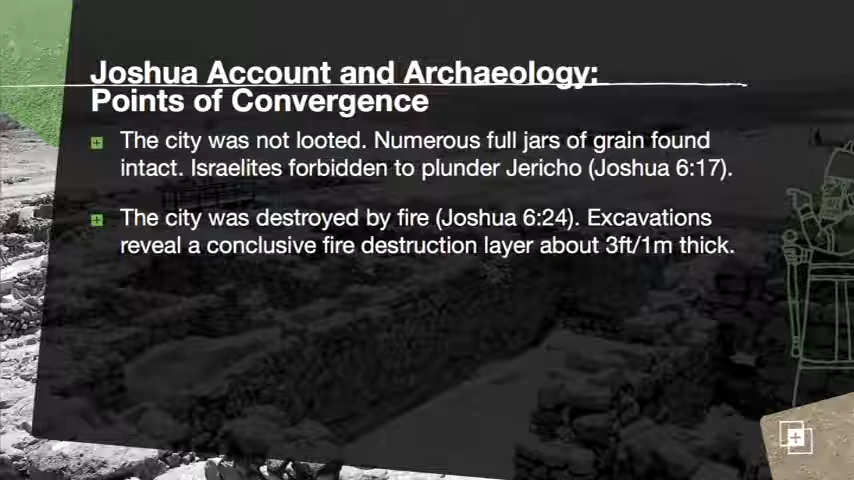 Joshua Account and Archaeology:
Points of Convergence
The city was not looted. Numerous full jars of grain found
intact. Israelites forbidden to plunder Jericho (Joshua 6:17).
The city was destroyed by fire (Joshua 6:24). Excavations
reveal a conclusive fire destruction layer about 3ft/1m thick.